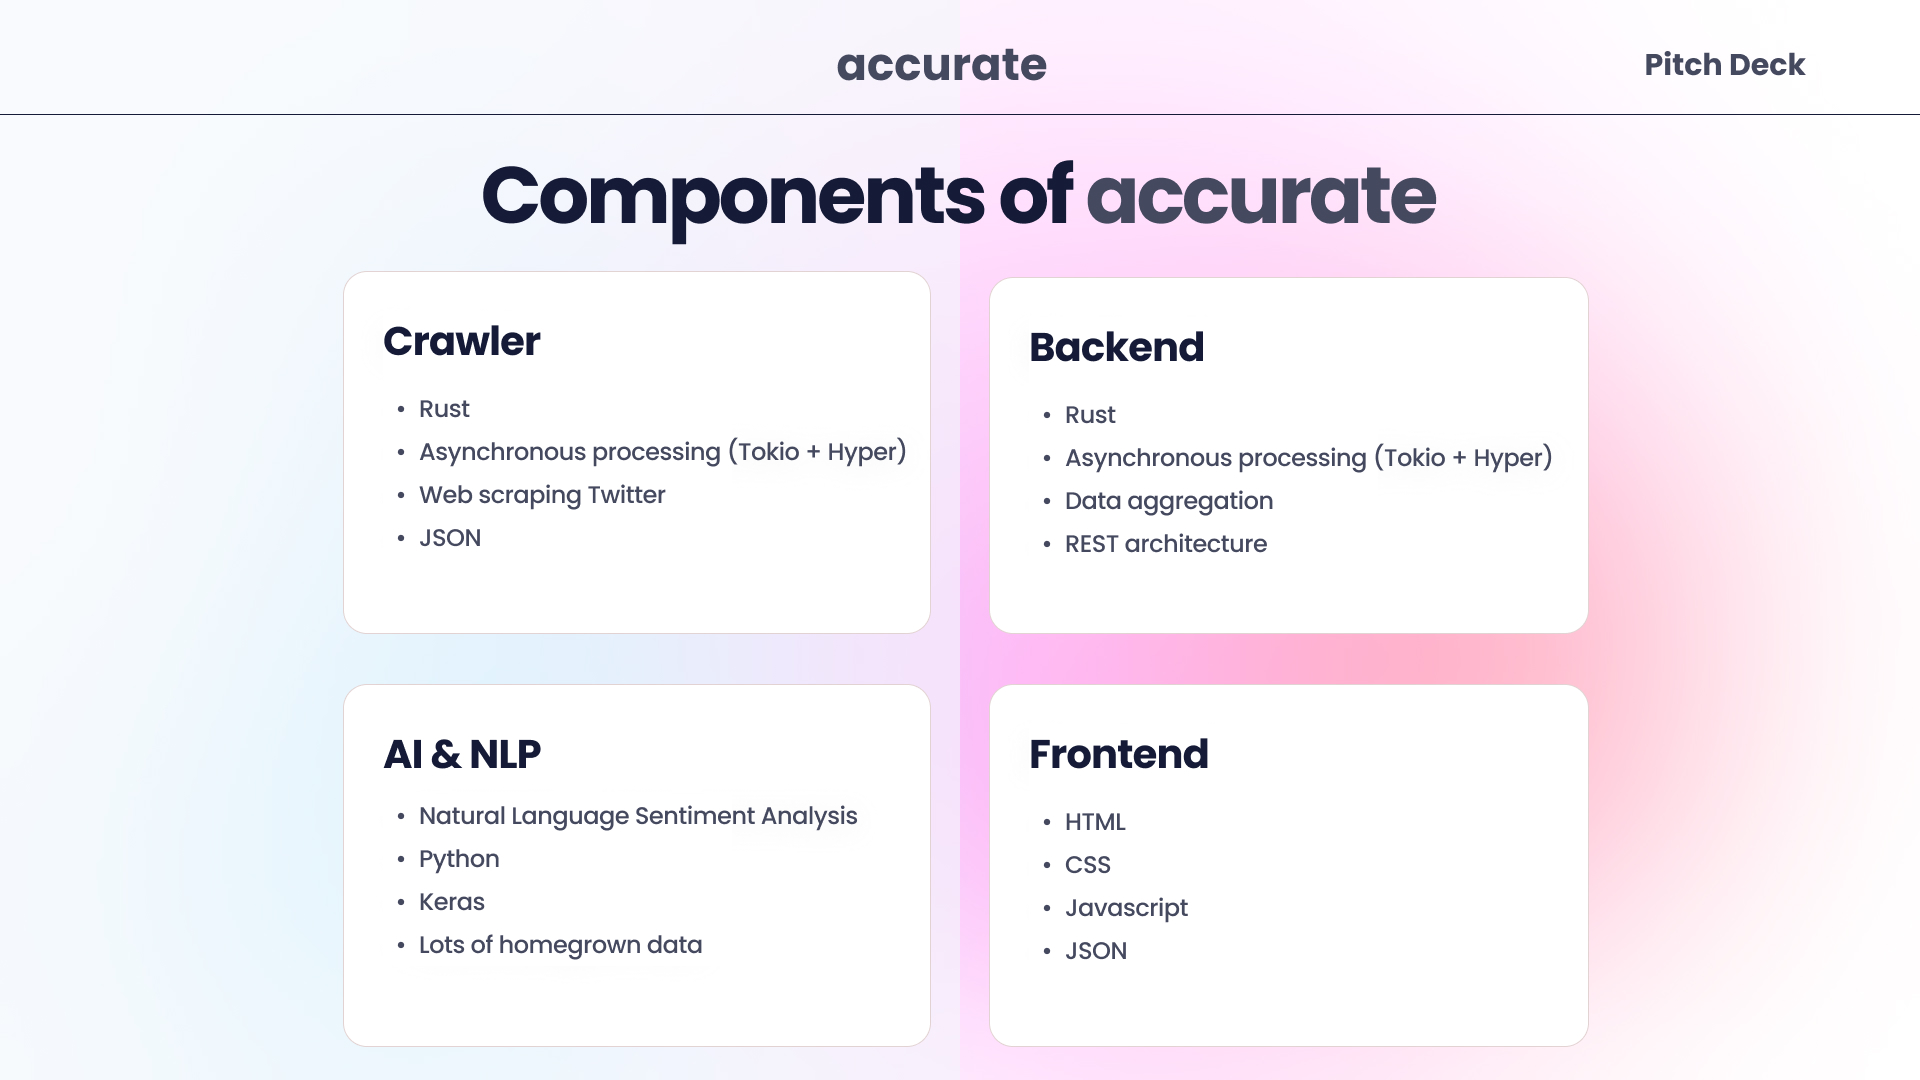 accurate
Pitch Deck
Components of accurate
Crawler
• Rust
• Asynchronous processing (Tokio + Hyper)
• Web scraping Twitter
• JSON
Backend
• Rust
• Asynchronous processing (Tokio + Hyper)
• Data aggregation
• REST architecture
AI & NLP
• Natural Language Sentiment Analysis
• Python
• Keras
• Lots of homegrown data
Frontend
• HTML
• CSS
• Javascript
• JSON